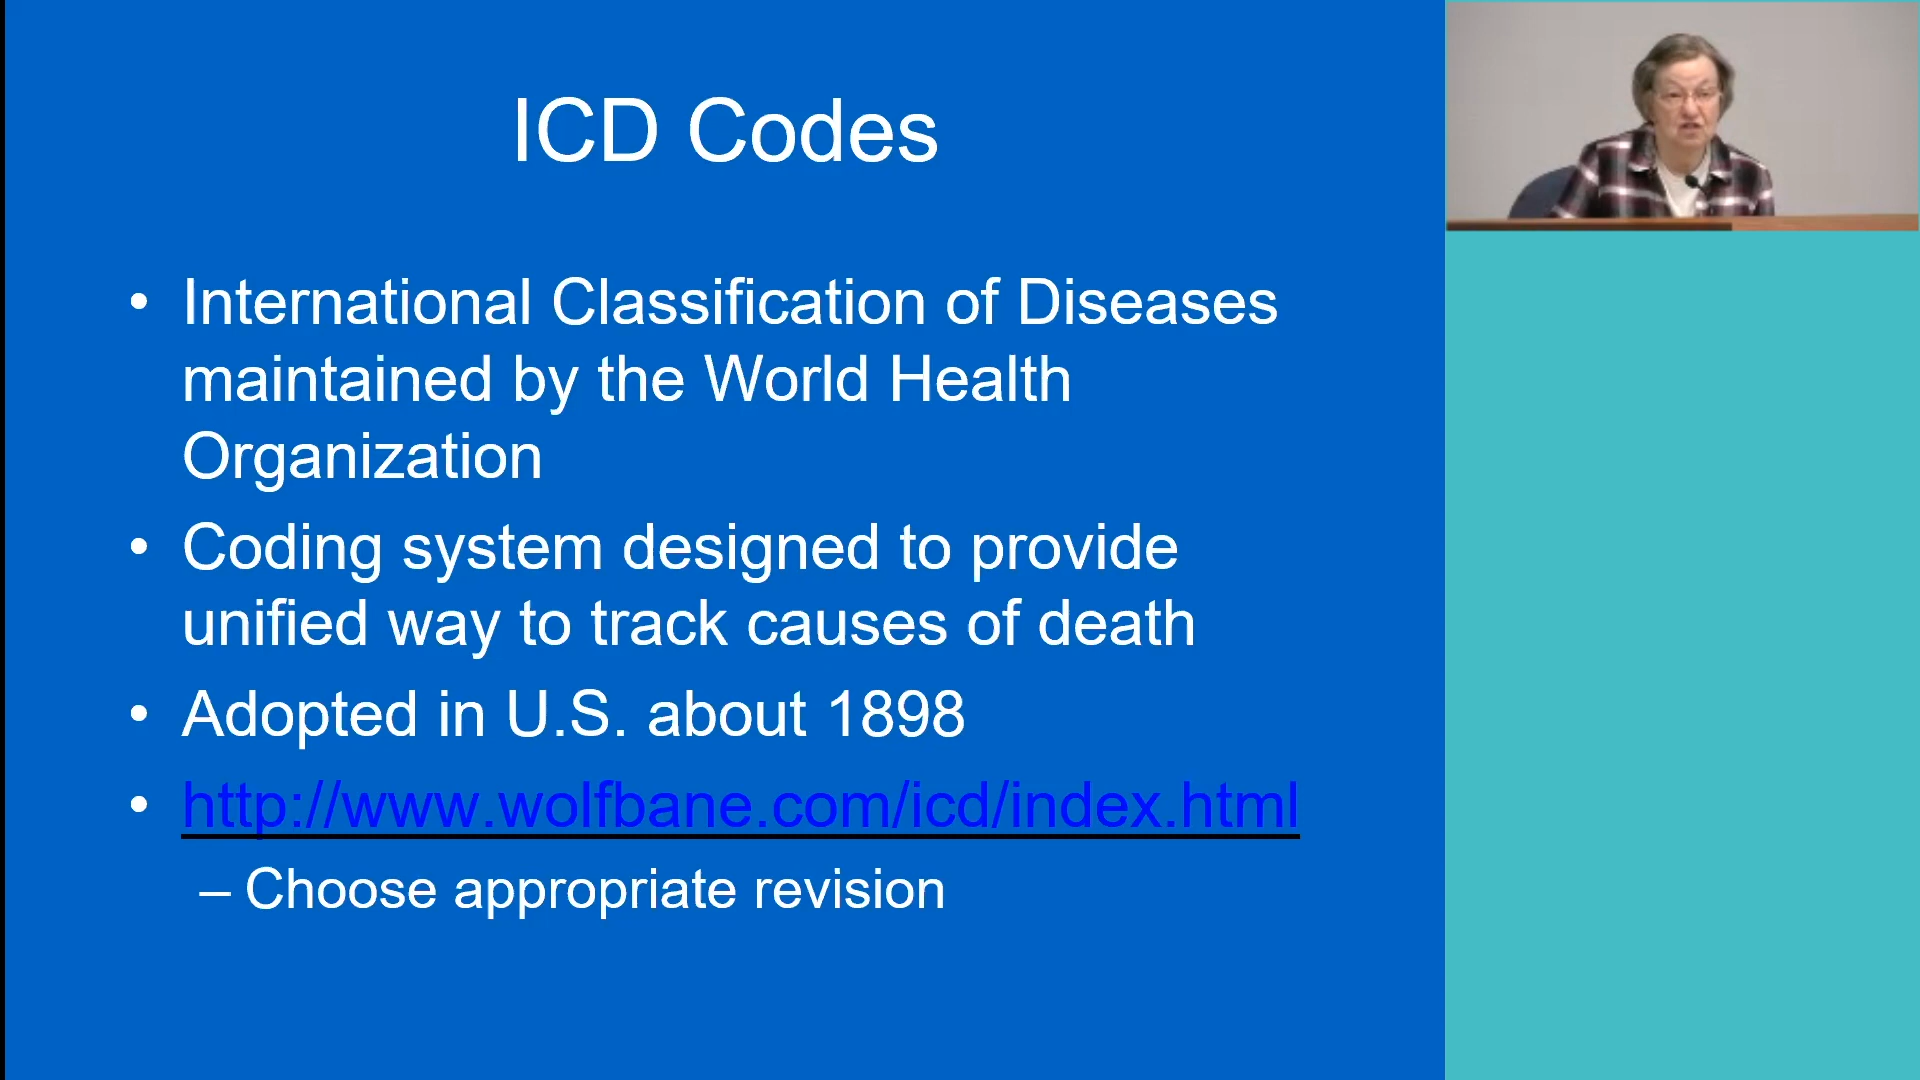 ICD Codes
• International Classification of Diseases
maintained by the World Health
Organization
• Coding system designed to provide
unified way to track causes of death
• Adopted in U.S. about 1898
• http://www.wolfbane.com/icd/index.html
– Choose appropriate revision